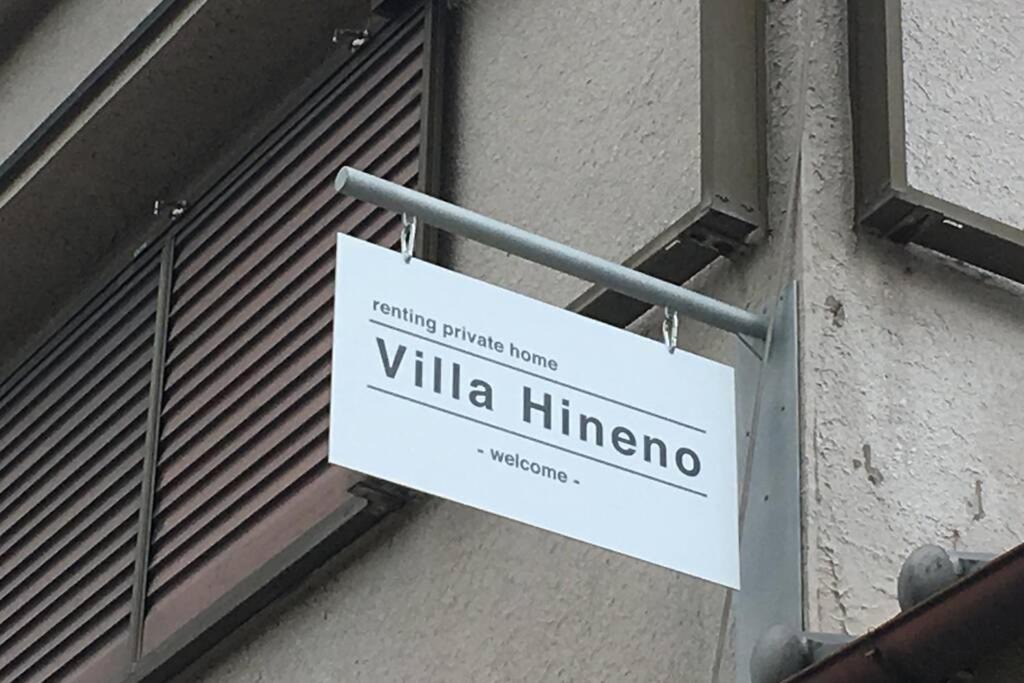 renting private home
Villa Hineno
- welcome -